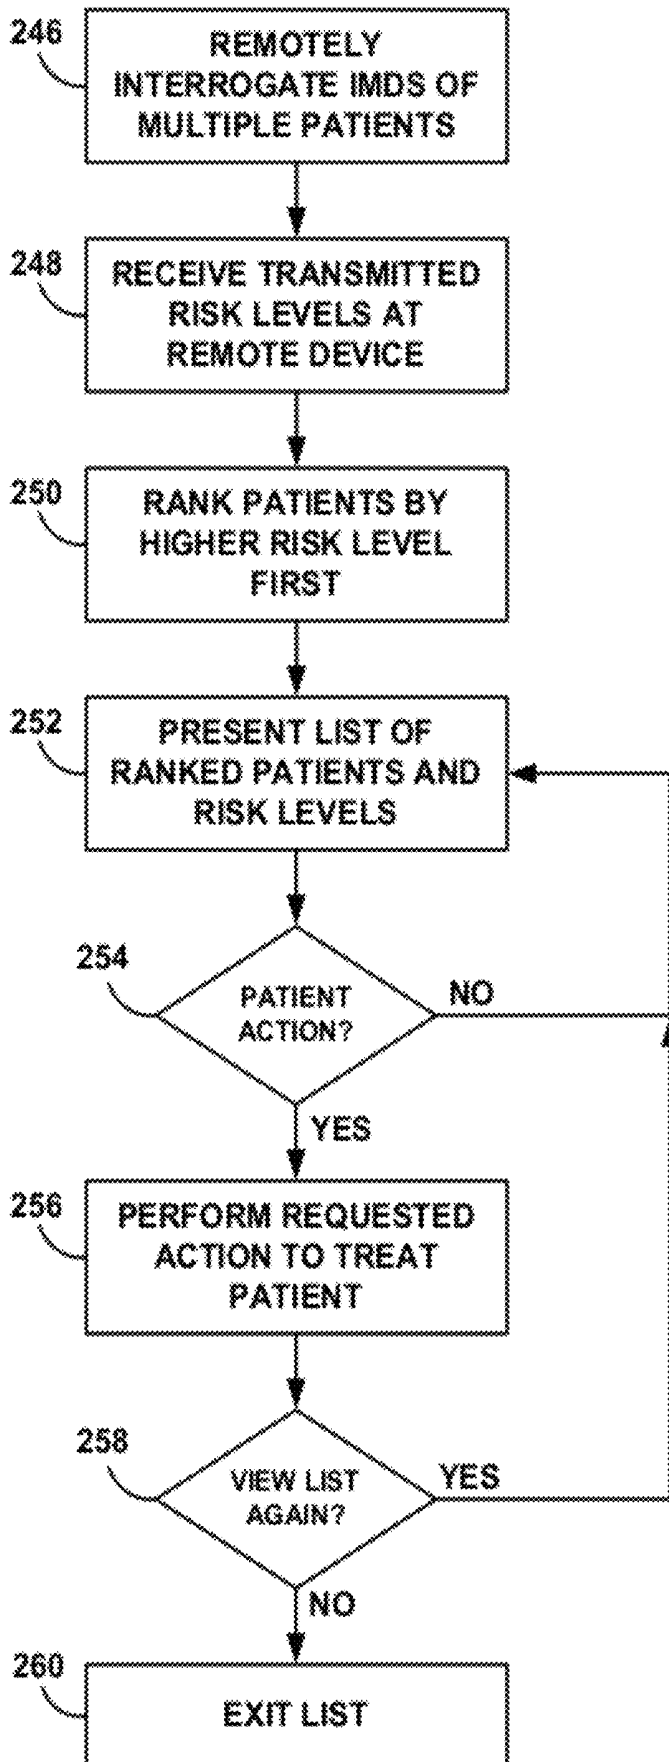 246
REMOTELY
INTERROGATE IMDS OF
MULTIPLE PATIENTS
248
RECEIVE TRANSMITTED
RISK LEVELS AT
REMOTE DEVICE
250
RANK PATIENTS BY
HIGHER RISK LEVEL
FIRST
252
PRESENT LIST OF
RANKED PATIENTS AND
RISK LEVELS
254
PATIENT
ACTION?
NO
YES
256
PERFORM REQUESTED
ACTION TO TREAT
PATIENT
258
VIEW LIST
AGAIN?
YES
NO
260
EXIT LIST